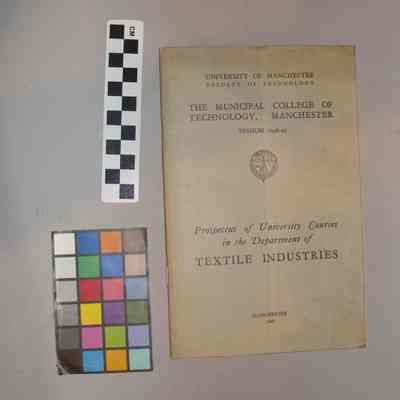 CM
UNIVERSITY OF MANCHESTER
FACULTY OF TECHNOLOGY
THE MUNICIPAL COLLEGE OF
TECHNOLOGY, MANCHESTER
SESSION
Prospectus of University Courses
in the Department of
TEXTILE INDUSTRIES
MANCHESTER